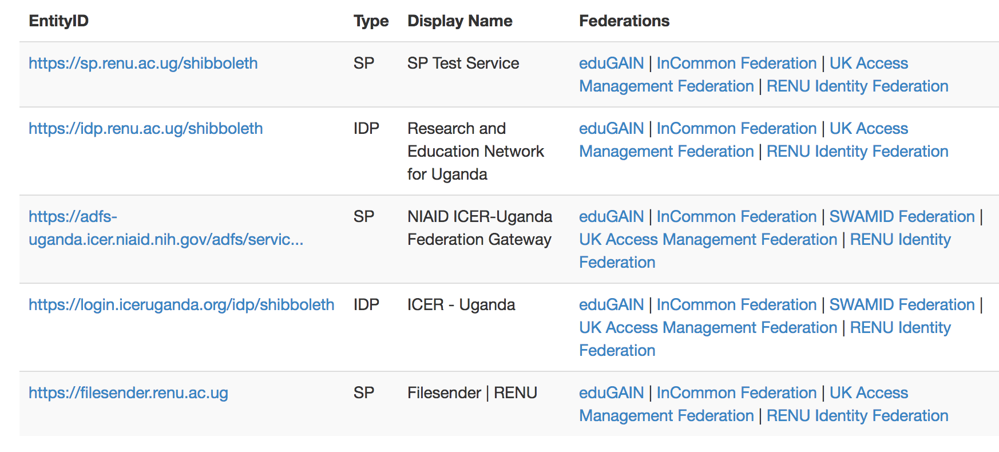 EntityID Type Display Name Federations
https://sp.renu.ac.ug/shibboleth SP SP Test Service eduGAIN | InCommon Federation | UK Access
Management Federation | RENU Identity Federation
https://idp.renu.ac.ug/shibboleth IDP Research and eduGAIN | InCommon Federation | UK Access
Education Network Management Federation | RENU Identity Federation
for Uganda
https://adfs- SP NIAID ICER-Uganda eduGAIN | InCommon Federation | SWAMID Federation |
uganda.icer.niaid.nih.gov/adfs/servic... Federation Gateway UK Access Management Federation | RENU Identity
Federation
https://login.iceruganda.org/idp/shibboleth IDP ICER - Uganda eduGAIN | InCommon Federation | SWAMID Federation |
UK Access Management Federation | RENU Identity
Federation
https://filesender.renu.ac.ug SP Filesender | RENU eduGAIN | InCommon Federation | UK Access
Management Federation | RENU Identity Federation